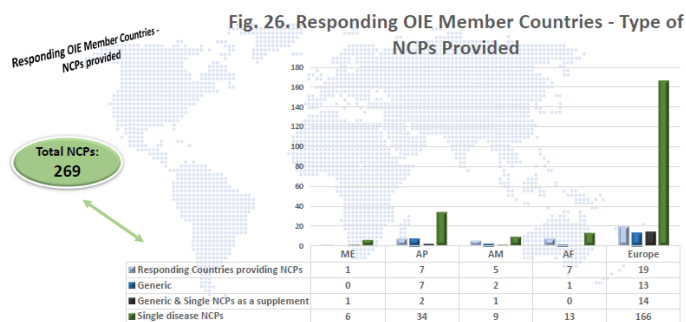 Fig. 26. Responding OIE Member Countries - Type of
NCPs Provided
Responding OIE Member Countries -
NCPs provided
Total NCPs:
269
180
160
140
120
100
80
60
40
20
0
ME AP AM AF Europe
Responding Countries providing NCPs 1 7 5 7 19
Generic 0 7 2 1 13
Generic & Single NCPs as a supplement 1 2 1 0 14
Single disease NCPs 6 34 9 13 166